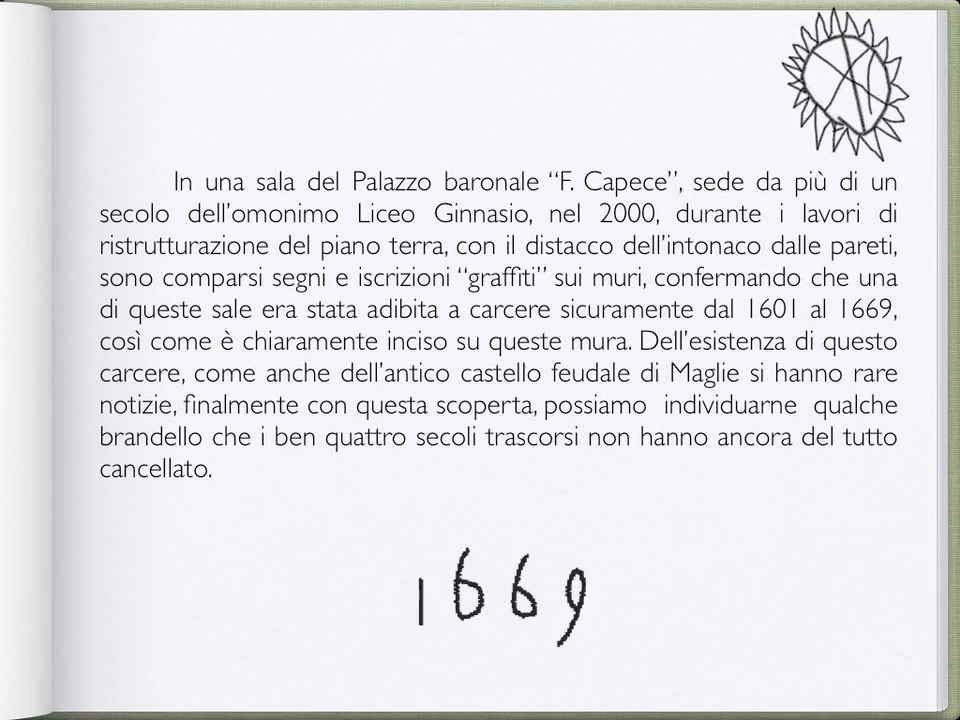 In una sala del Palazzo baronale “F. Capece”, sede da più di un
secolo dell’omonimo Liceo Ginnasio, nel 2000, durante i lavori di
ristrutturazione del piano terra, con il distacco dell’intonaco dalle pareti,
sono comparsi segni e iscrizioni “graffiti” sui muri, confermando che una
di queste sale era stata adibita a carcere sicuramente dal 1601 al 1669,
così come è chiaramente inciso su queste mura. Dell’esistenza di questo
carcere, come anche dell’antico castello feudale di Maglie si hanno rare
notizie, finalmente con questa scoperta, possiamo individuarne qualche
brandello che i ben quattro secoli trascorsi non hanno ancora del tutto
cancellato.
1669